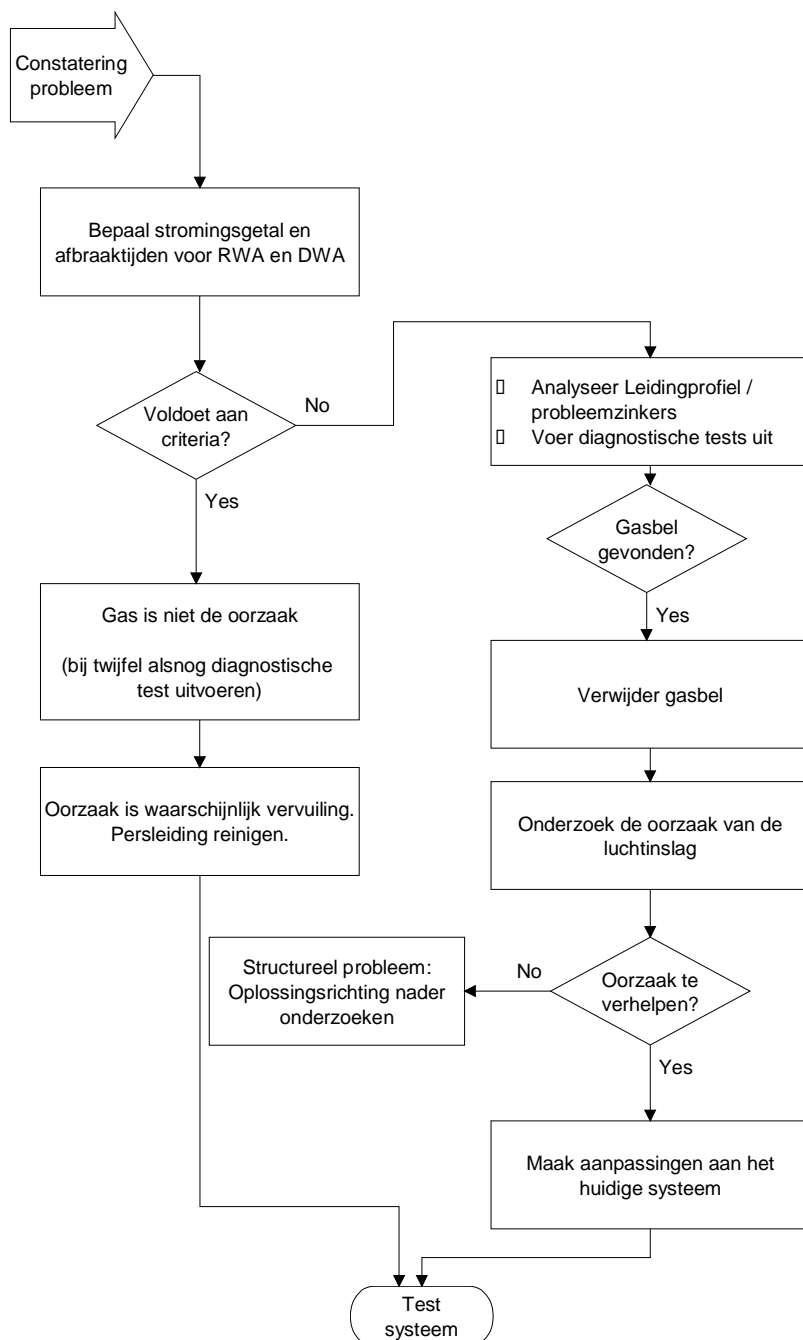 Constatering
probleem
Bepaal stromingsgetal en
afbraaktijden voor RWA en DWA
Voldoet aan
criteria?
No
Yes
Analyseer Leidingprofiel /
probleemzinkers
Voer diagnostische tests uit
Gasbel
gevonden?
Yes
Gas is niet de oorzaak
(bij twijfel alsnog diagnostische
test uitvoeren)
Verwijder gasbel
Oorzaak is waarschijnlijk vervuiling.
Persleiding reinigen.
Onderzoek de oorzaak van de
luchtinslag
Oorzaak te
verhelpen?
No
Structureel probleem:
Oplossingsrichting nader
onderzoeken
Yes
Maak aanpassingen aan het
huidige systeem
Test
systeem